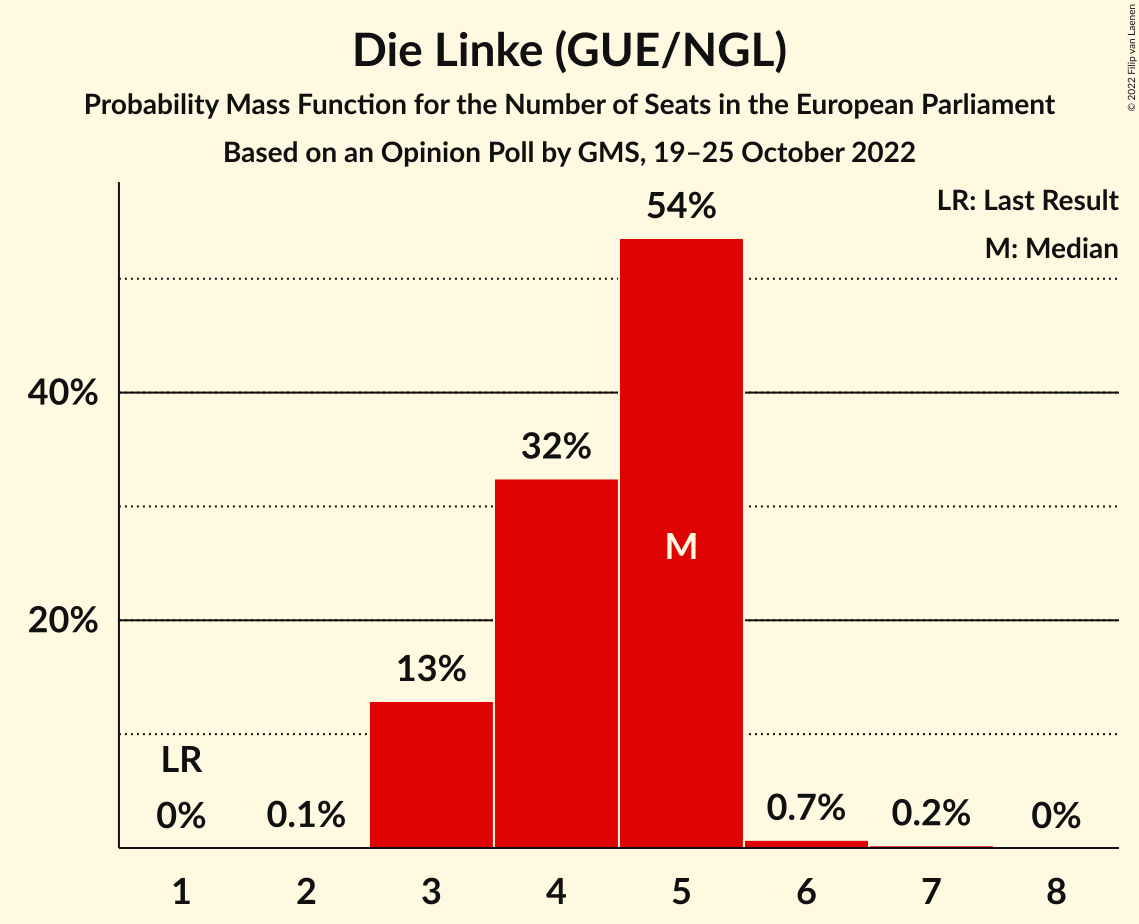 Die Linke (GUE/NGL)
Probability Mass Function for the Number of Seats in the European Parliament
Based on an Opinion Poll by GMS, 19–25 October 2022
© 2022 Filip van Laenen
LR: Last Result
M: Median
54%
40%
32%
M
20%
13%
LR
0%
0.1%
0.7%
0.2%
0%
1 2 3 4 5 6 7 8